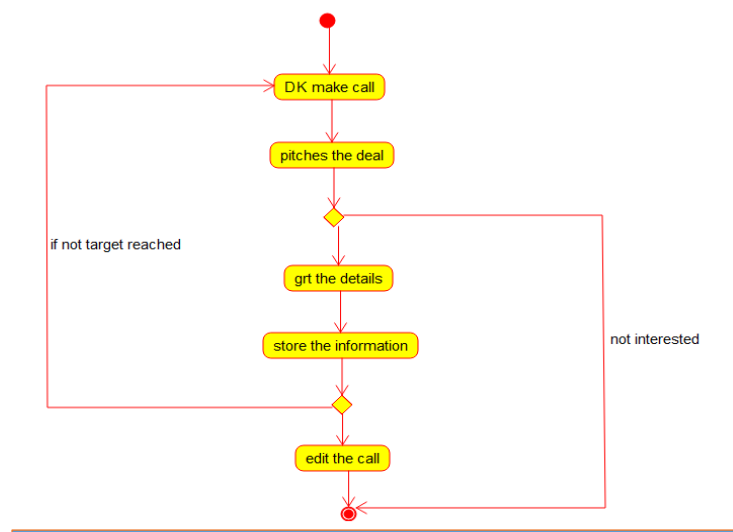 DK make call
pitches the deal
if not target reached
grt the details
not interested
store the information
edit the call